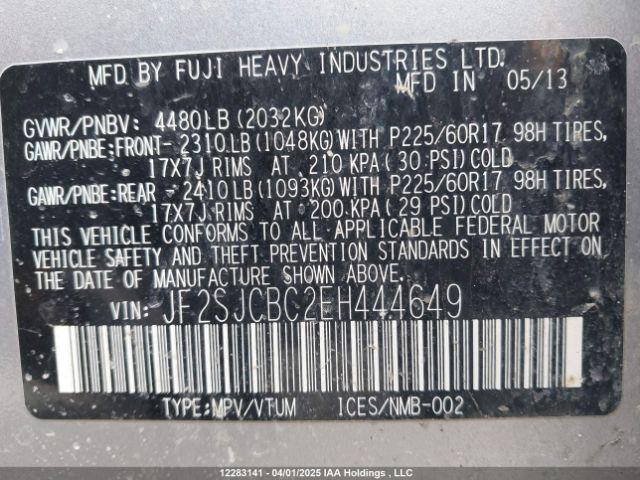 MFD BY FUJI HEAVY INDUSTRIES LTD.
MFD IN 05/13
GVWR/PNBV: 4480LB(2032KG)
GAWR/PNBE:FRONT- 2310LB(1048KG)WITH P225/60R17 98H TIRES,
17X7J RIMS AT 210 KPA(30 PSI)COLD
GAWR/PNBE:REAR -2410LB(1093KG)WITH P225/60R17 98H TIRES,
17X7J RIMS AT 200 KPA(29 PSI)COLD
THIS VEHICLE CONFORMS TO ALL APPLICABLE FEDERAL MOTOR
VEHICLE SAFETY AND THEFT PREVENTION STANDARDS IN EFFECT ON
THE DATE OF MANUFACTURE SHOWN ABOVE.
VIN: JF2SJCBC2EH444649
TYPE:MPV/VTUM ICES/NMB-002
12283141 - 04/01/2025 IAA Holdings, LLC